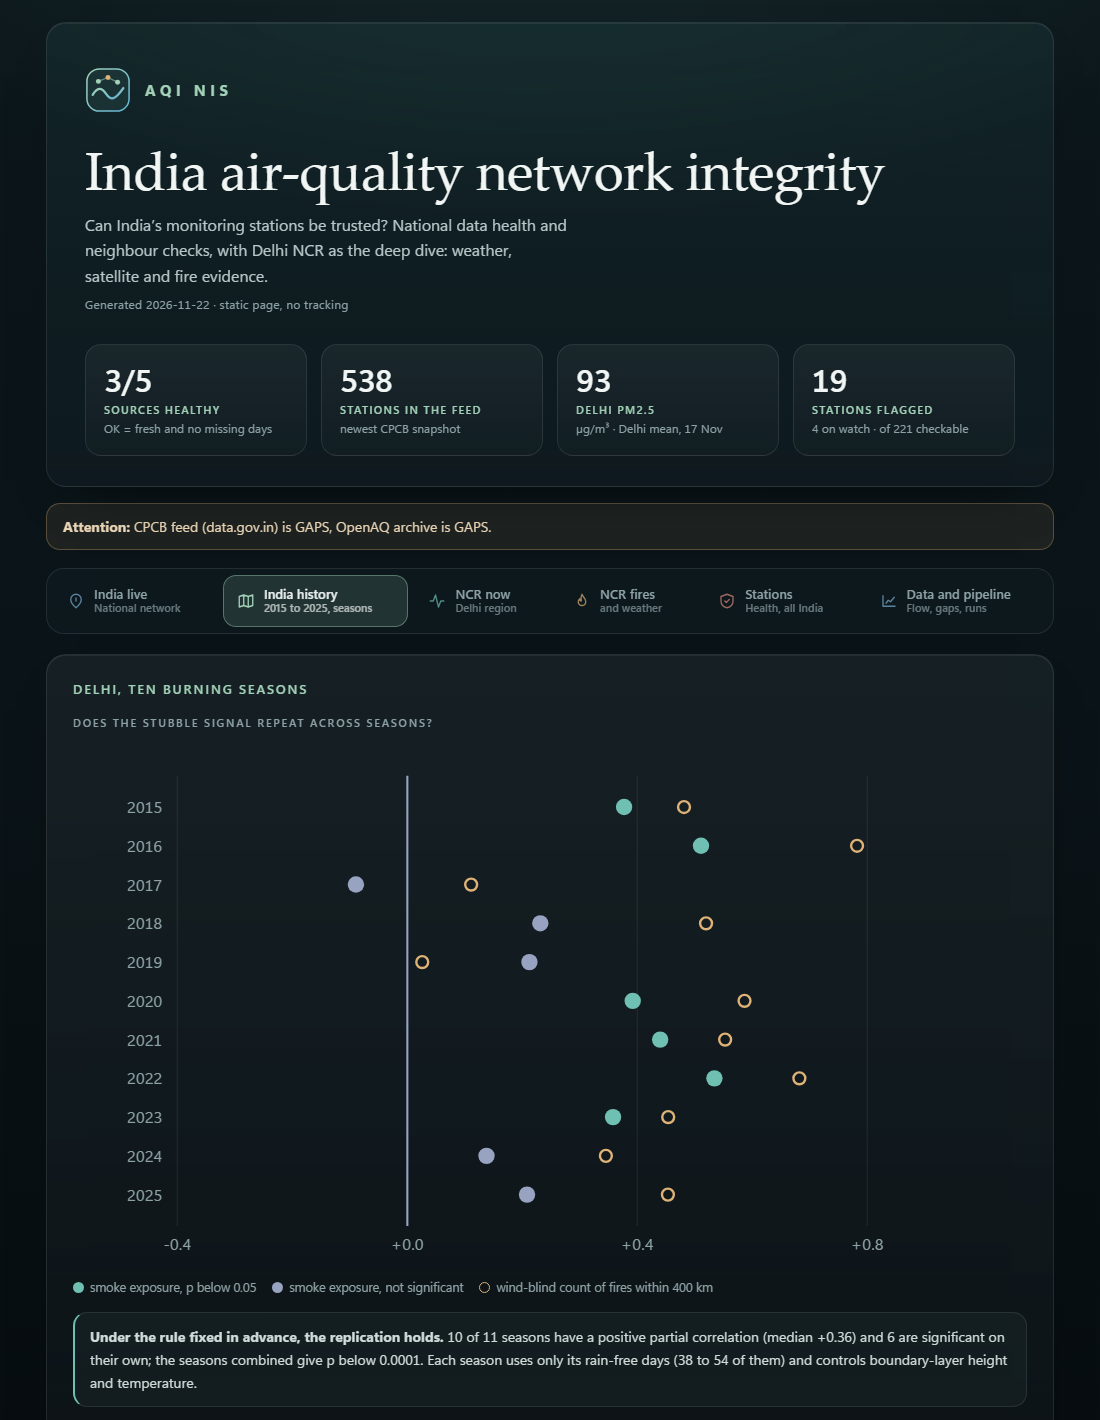 AQI NIS
India air-quality network integrity
Can India's monitoring stations be trusted? National data health and
neighbour checks, with Delhi NCR as the deep dive: weather,
satellite and fire evidence.
Generated 2026-11-22 · static page, no tracking
3/5
SOURCES HEALTHY
OK = fresh and no missing days
538
STATIONS IN THE FEED
newest CPCB snapshot
93
DELHI PM2.5
µg/m³ · Delhi mean, 17 Nov
19
STATIONS FLAGGED
4 on watch · of 221 checkable
Attention: CPCB feed (data.gov.in) is GAPS, OpenAQ archive is GAPS.
India live
National network
India history
2015 to 2025, seasons
NCR now
Delhi region
NCR fires
and weather
Stations
Health, all India
Data and pipeline
Flow, gaps, runs
DELHI, TEN BURNING SEASONS
DOES THE STUBBLE SIGNAL REPEAT ACROSS SEASONS?
2015
2016
2017
2018
2019
2020
2021
2022
2023
2024
2025
-0.4 +0.0 +0.4 +0.8
smoke exposure, p below 0.05 smoke exposure, not significant wind-blind count of fires within 400 km
Under the rule fixed in advance, the replication holds. 10 of 11 seasons have a positive partial correlation (median +0.36) and 6 are significant on
their own; the seasons combined give p below 0.0001. Each season uses only its rain-free days (38 to 54 of them) and controls boundary-layer height
and temperature.